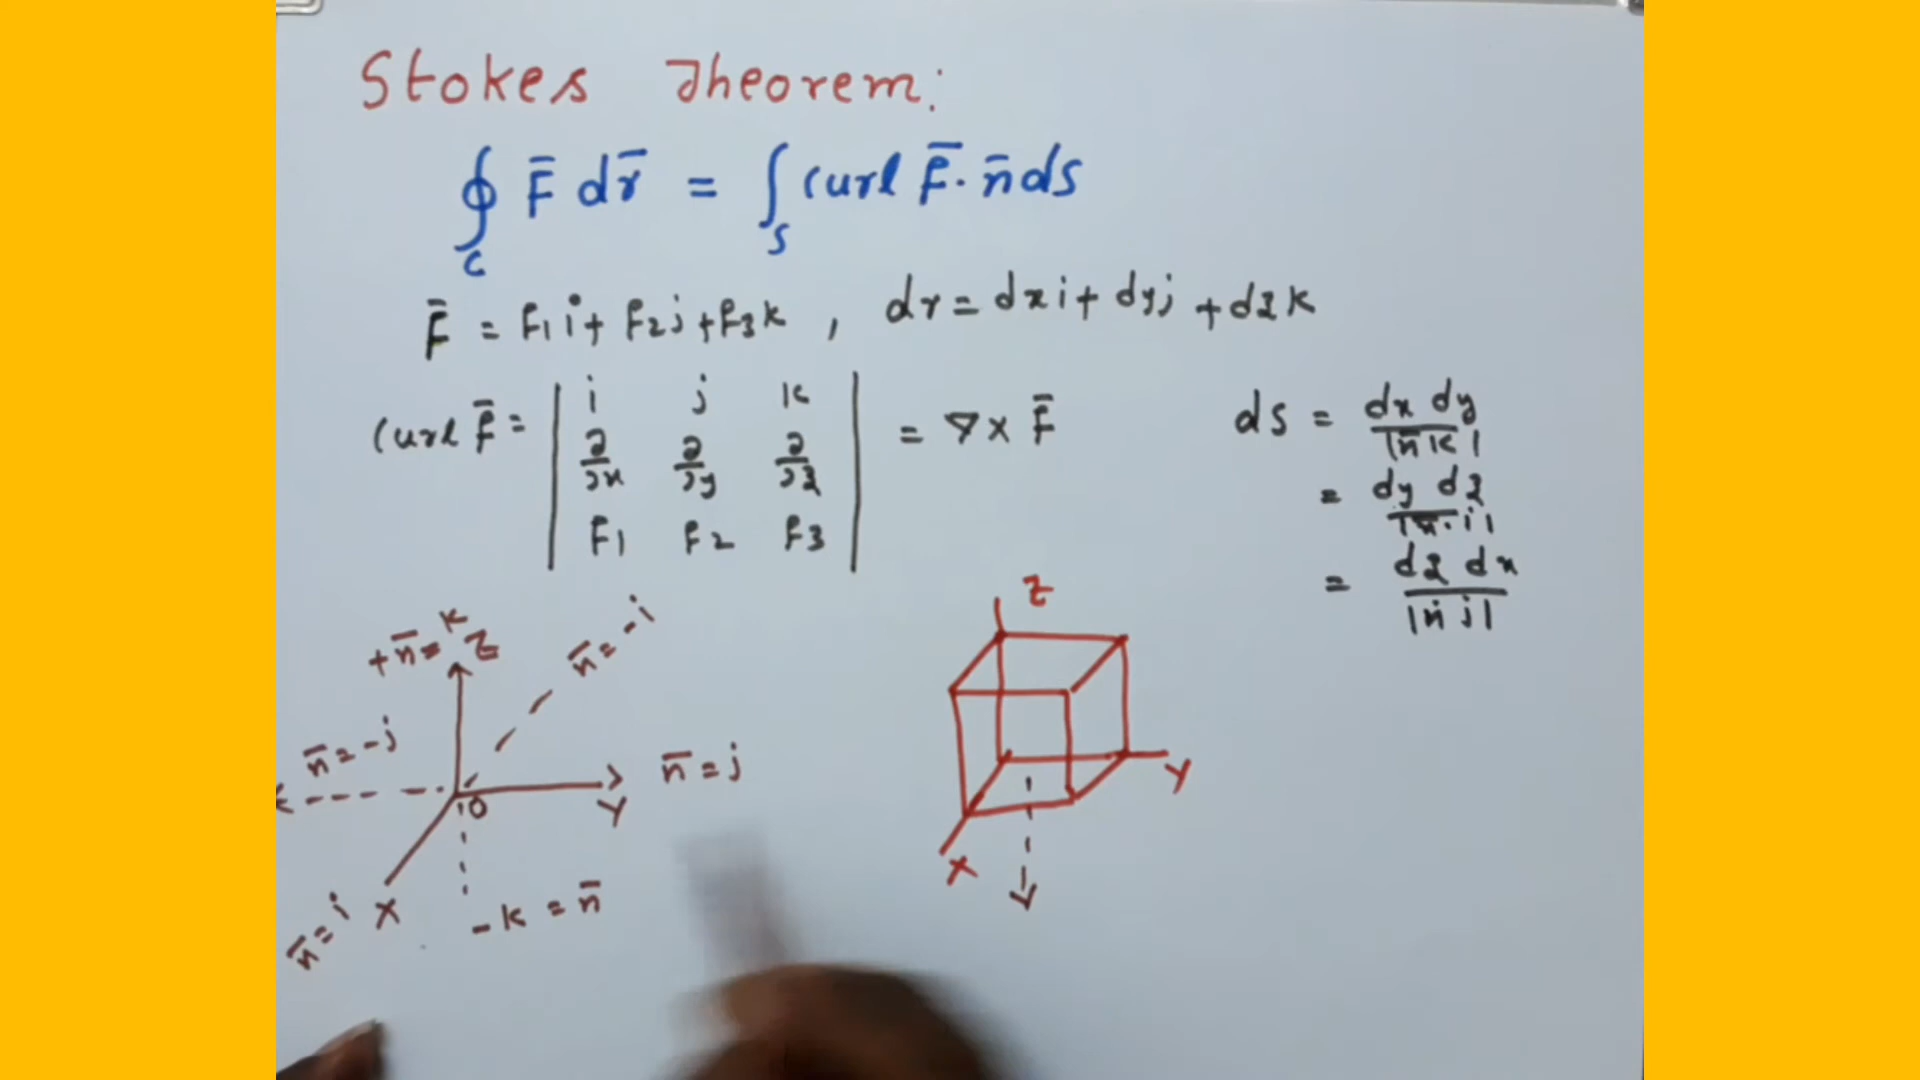 Stokes Theorem:
∮_C F̄ dr̄ = ∫_S Curl F̄ · n̄ ds
F̄ = F1 i + F2 j + F3 k , dr = dx i + dy j + dz k
Curl F̄ = | i j k |
| ∂/∂x ∂/∂y ∂/∂z | = ∇ × F̄
| F1 F2 F3 |
ds = dx dy / |n̄ k|
= dy dz / |n̄ · i|
= dz dx / |n̄ j|
+n̄ = k
Z
n̄ = -i
n̄ = -j
n̄ = j
O
Y
n̄ = i
X
-k = n̄
Z
Y
X